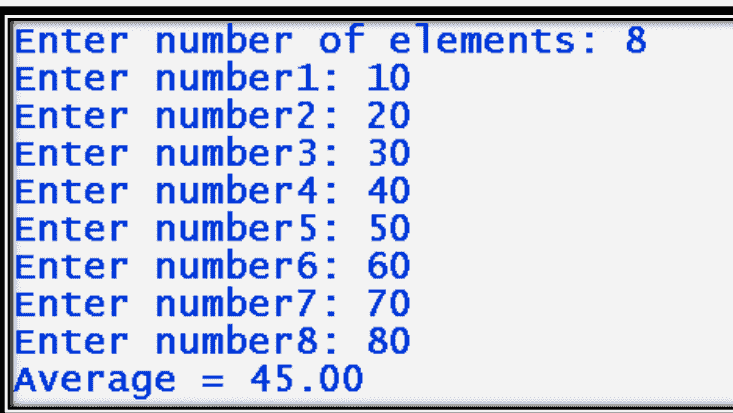 Enter number of elements: 8
Enter number1: 10
Enter number2: 20
Enter number3: 30
Enter number4: 40
Enter number5: 50
Enter number6: 60
Enter number7: 70
Enter number8: 80
Average = 45.00